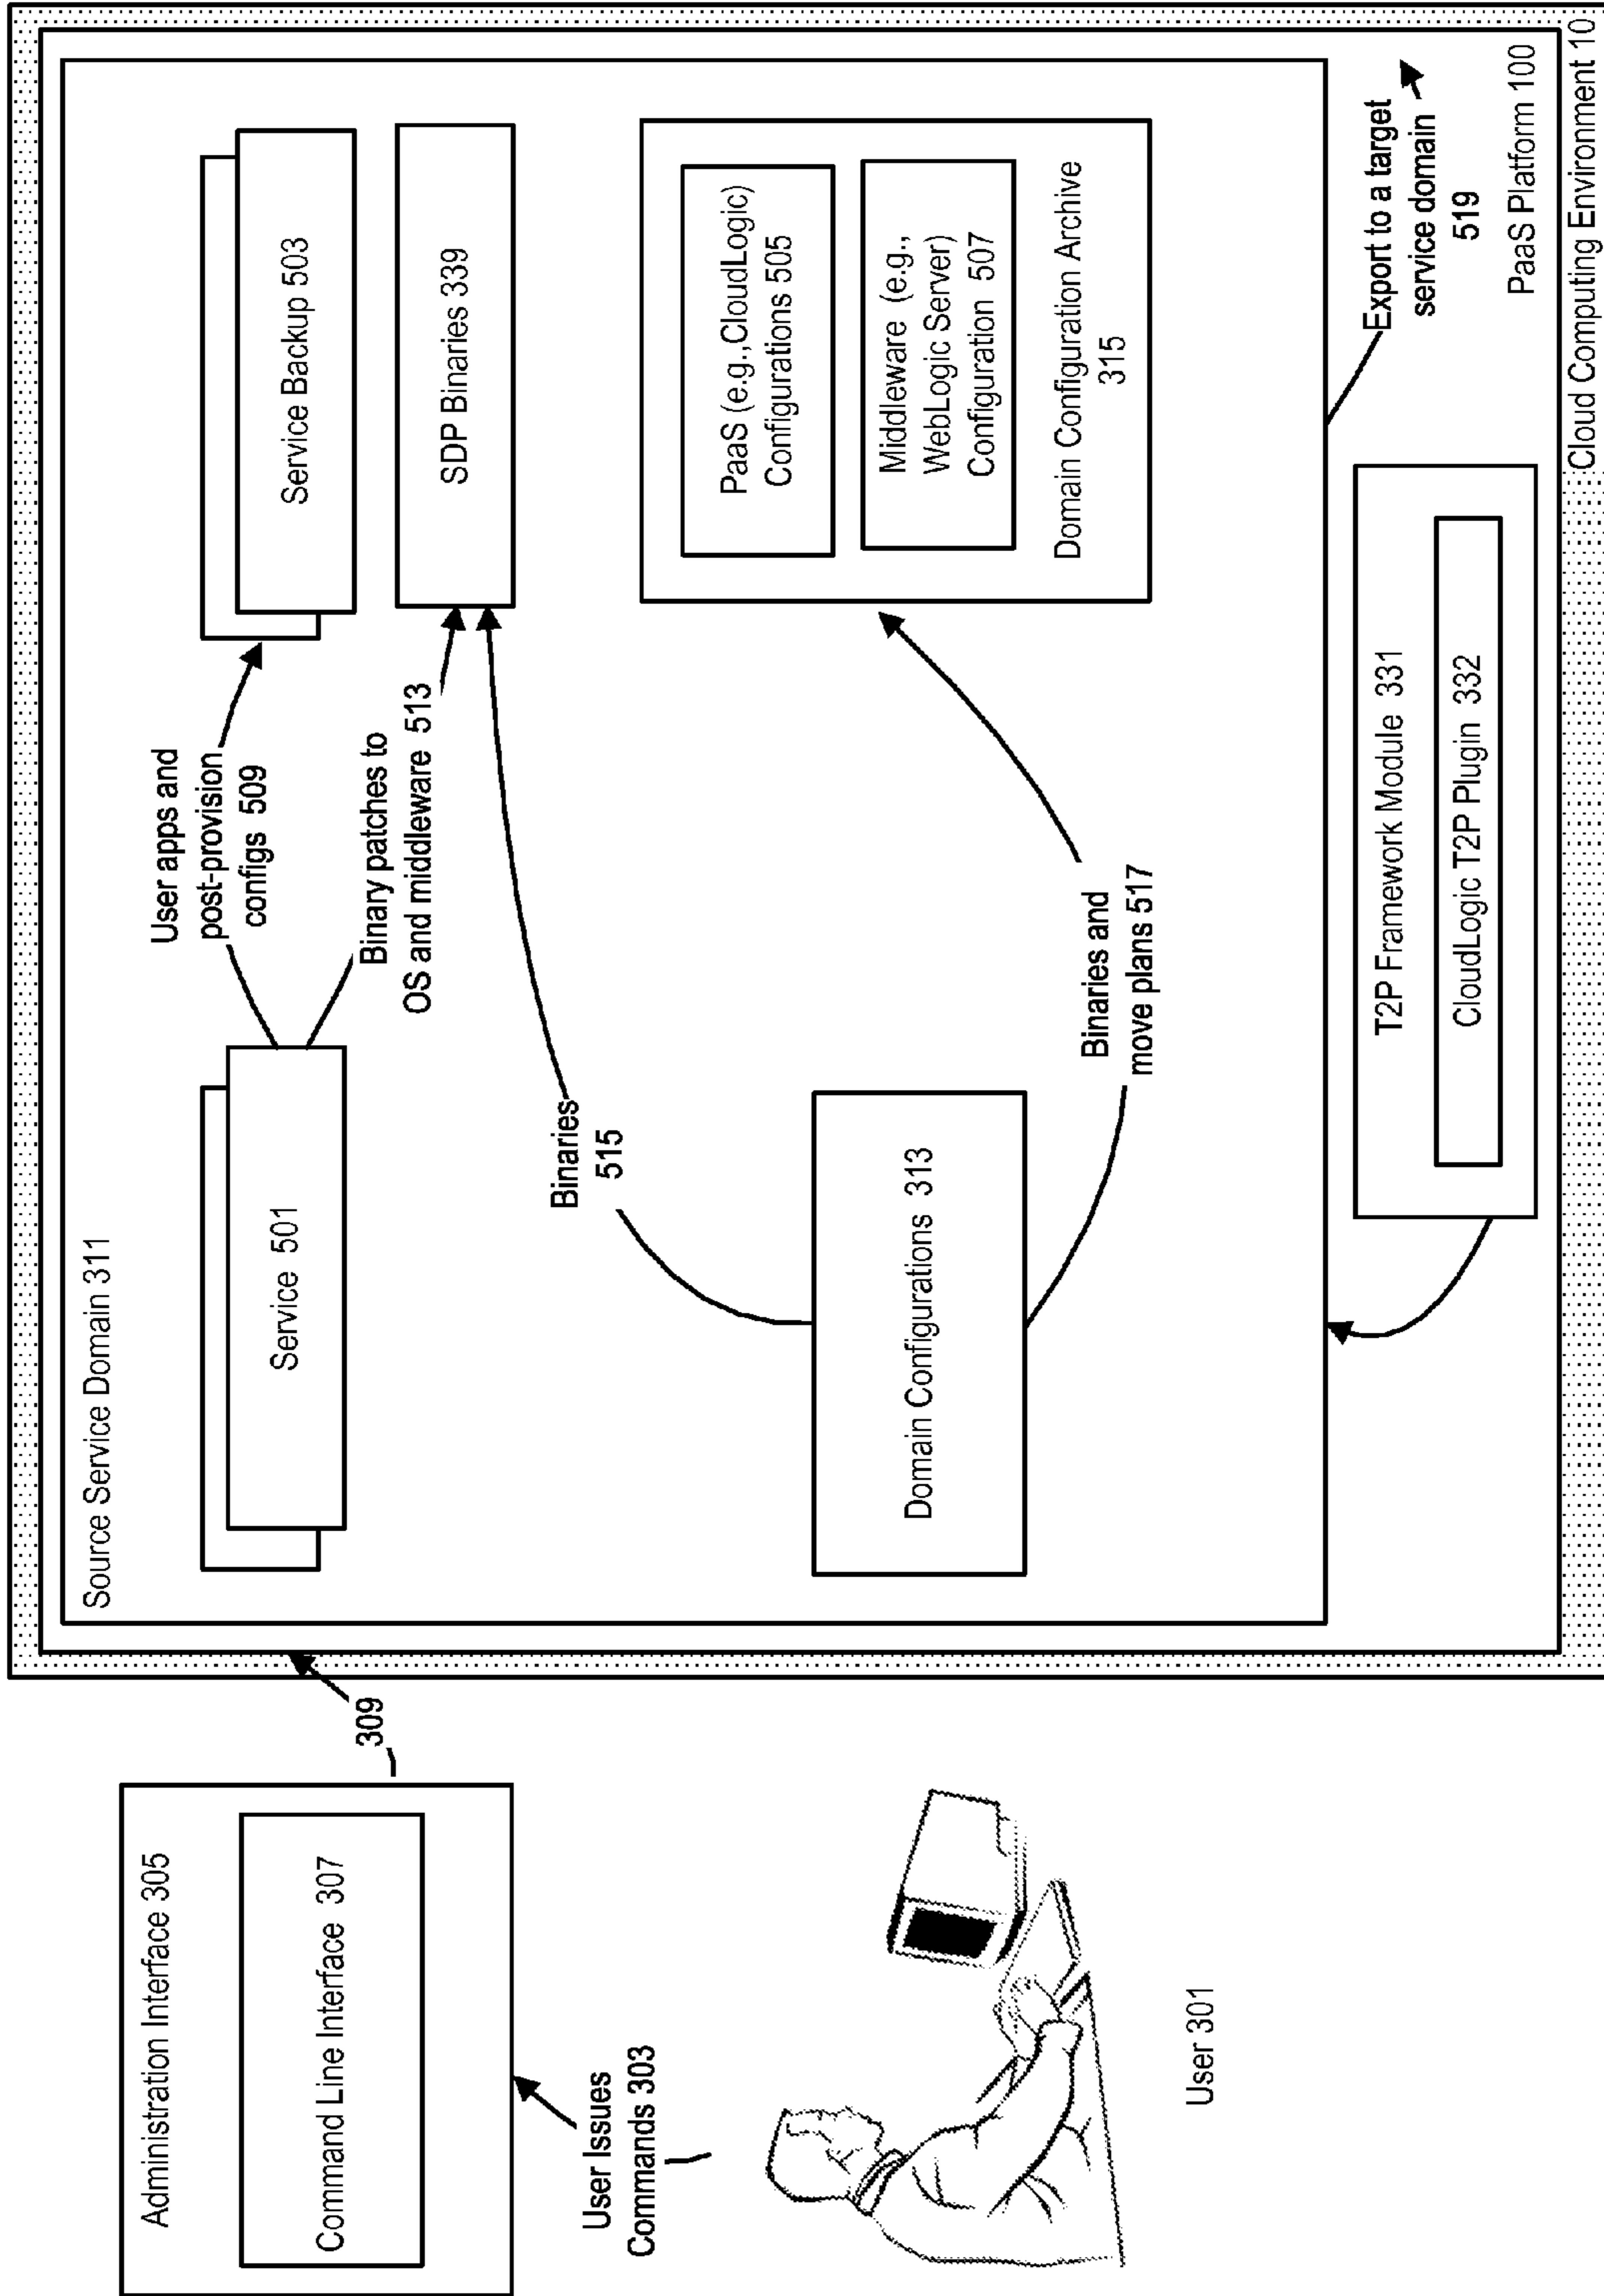 Administration Interface 305
Command Line Interface 307
User Issues
Commands 303
User 301
309
Source Service Domain 311
Service 501
User apps and
post-provision
configs 509
Service Backup 503
Binary patches to
OS and middleware 513
SDP Binaries 339
Binaries
515
Domain Configurations 313
Binaries and
move plans 517
PaaS (e.g.,CloudLogic)
Configurations 505
Middleware (e.g.,
WebLogic Server)
Configuration 507
Domain Configuration Archive
315
T2P Framework Module 331
CloudLogic T2P Plugin 332
Export to a target
service domain
519
PaaS Platform 100
Cloud Computing Environment 10